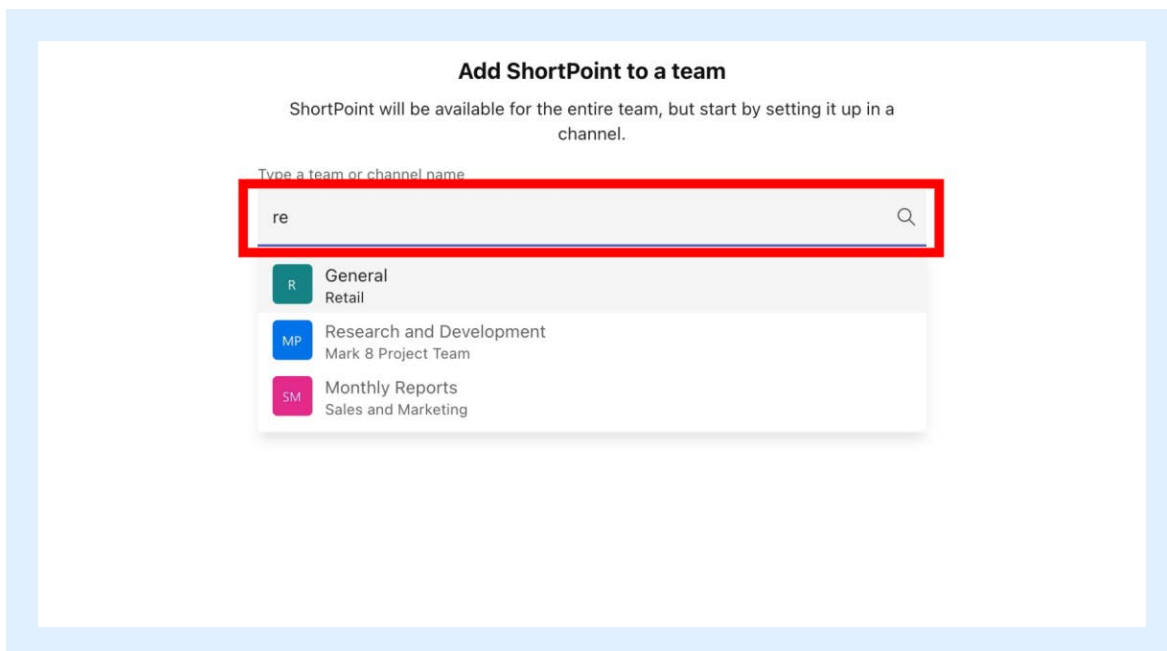 Add ShortPoint to a team
ShortPoint will be available for the entire team, but start by setting it up in a
channel.
Type a team or channel name
re
R
General
Retail
MP
Research and Development
Mark 8 Project Team
SM
Monthly Reports
Sales and Marketing